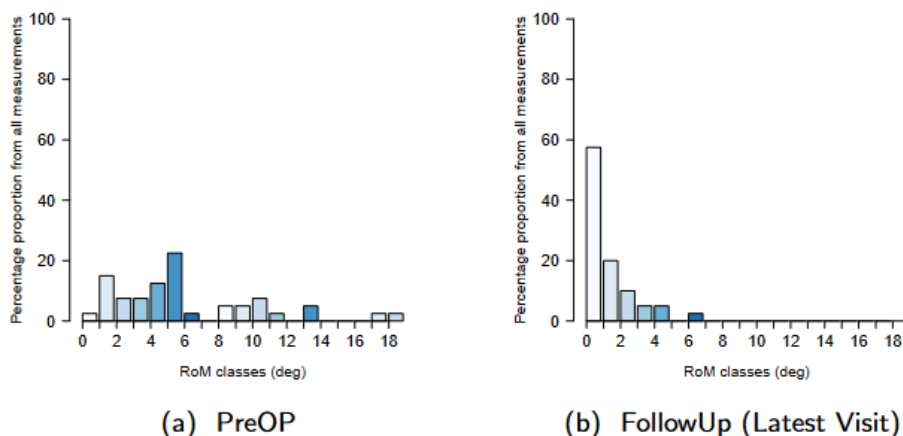 100
80
60
40
20
0
Percentage proportion from all measurements
0 2 4 6 8 10 12 14 16 18
RoM classes (deg)
(a) PreOP
100
80
60
40
20
0
Percentage proportion from all measurements
0 2 4 6 8 10 12 14 16 18
RoM classes (deg)
(b) FollowUp (Latest Visit)